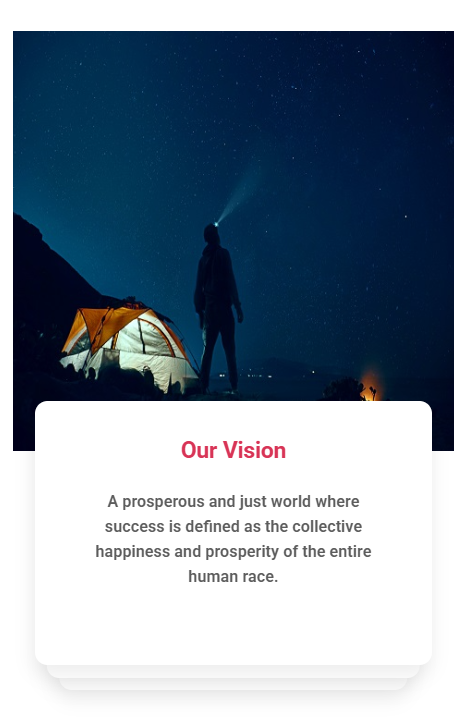 Our Vision
A prosperous and just world where
success is defined as the collective
happiness and prosperity of the entire
human race.